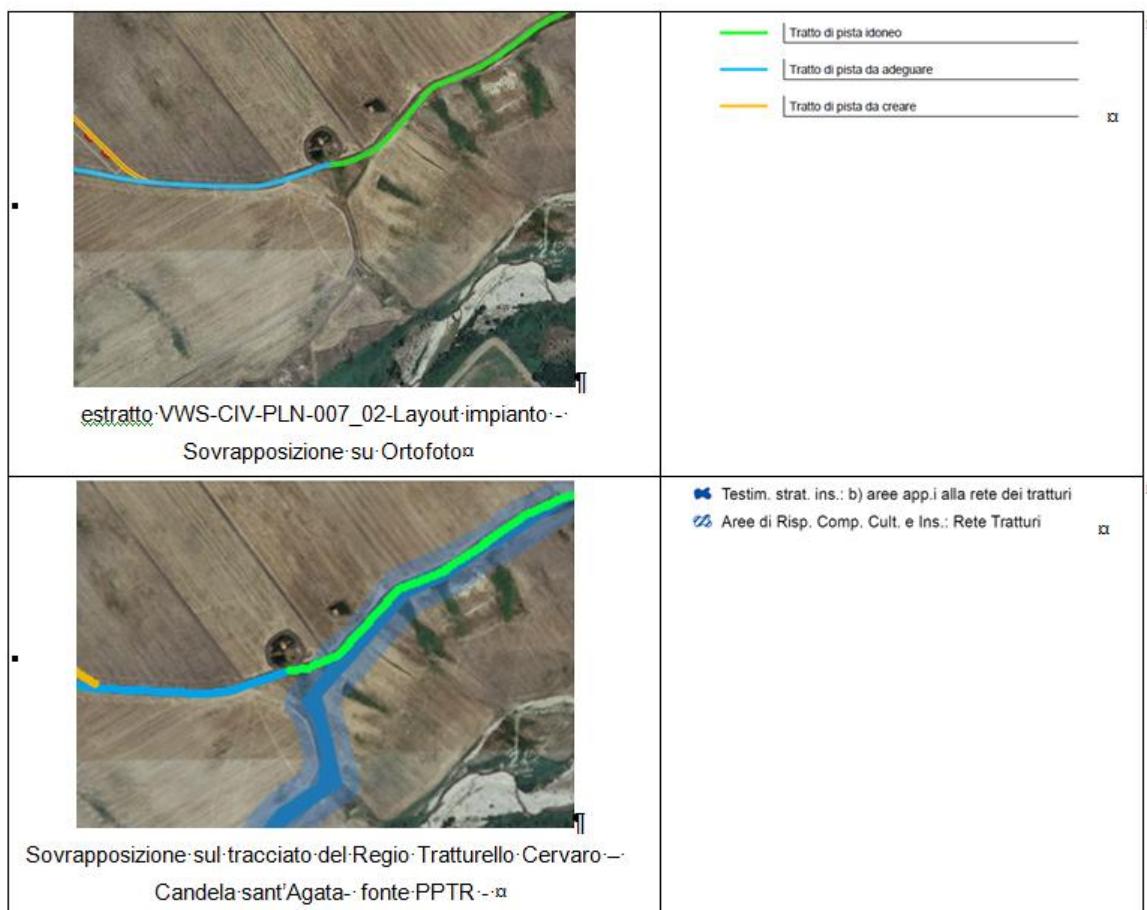 Tratto di pista idoneo
Tratto di pista da adeguare
Tratto di pista da creare
estratto VWS-CIV-PLN-007_02-Layout impianto -
Sovrapposizione su Ortofoto
Testim. strat. ins.: b) aree app.i alla rete dei tratturi
Aree di Risp. Comp. Cult. e Ins.: Rete Tratturi
Sovrapposizione sul tracciato del Regio Tratturello Cervaro –
Candela sant'Agata- fonte PPTR -